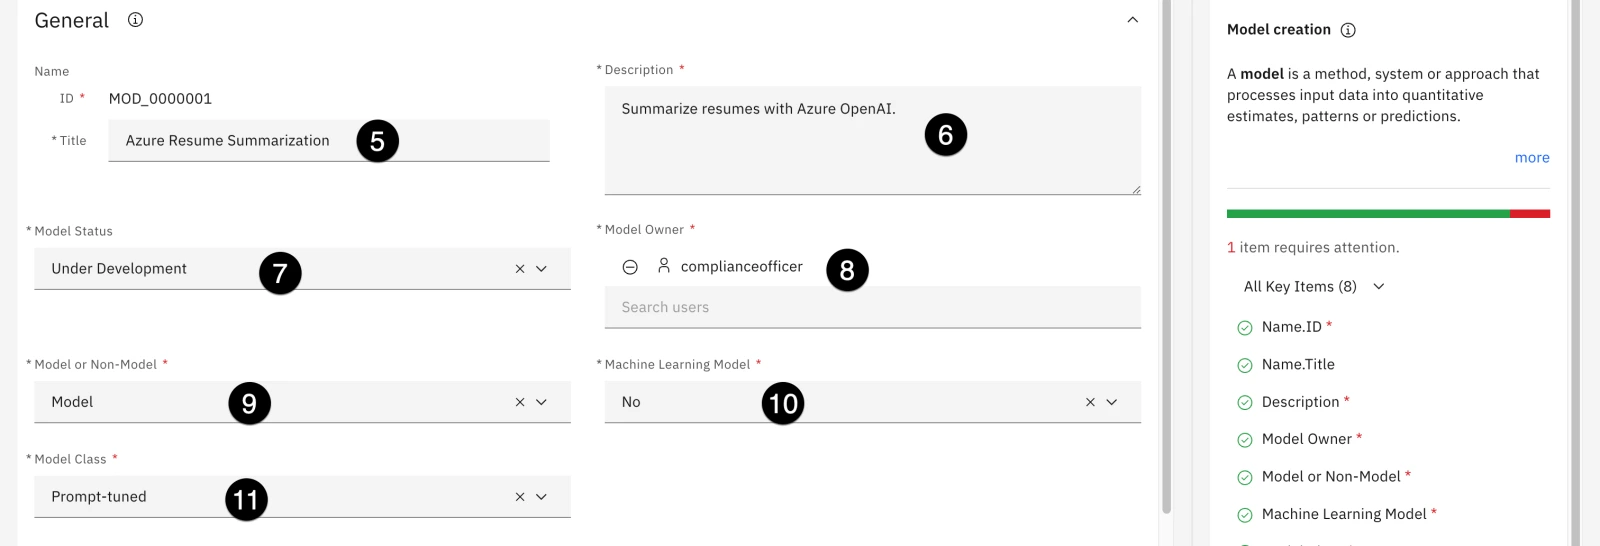 General
Name
ID *
MOD_0000001
* Title
Azure Resume Summarization
5
* Description *
Summarize resumes with Azure OpenAI.
6
* Model Status
Under Development
7
* Model Owner *
complianceofficer
8
Search users
* Model or Non-Model *
Model
9
* Machine Learning Model *
No
10
* Model Class *
Prompt-tuned
11
Model creation
A model is a method, system or approach that
processes input data into quantitative
estimates, patterns or predictions.
more
1 item requires attention.
All Key Items (8)
Name.ID *
Name.Title
Description *
Model Owner *
Model or Non-Model *
Machine Learning Model *